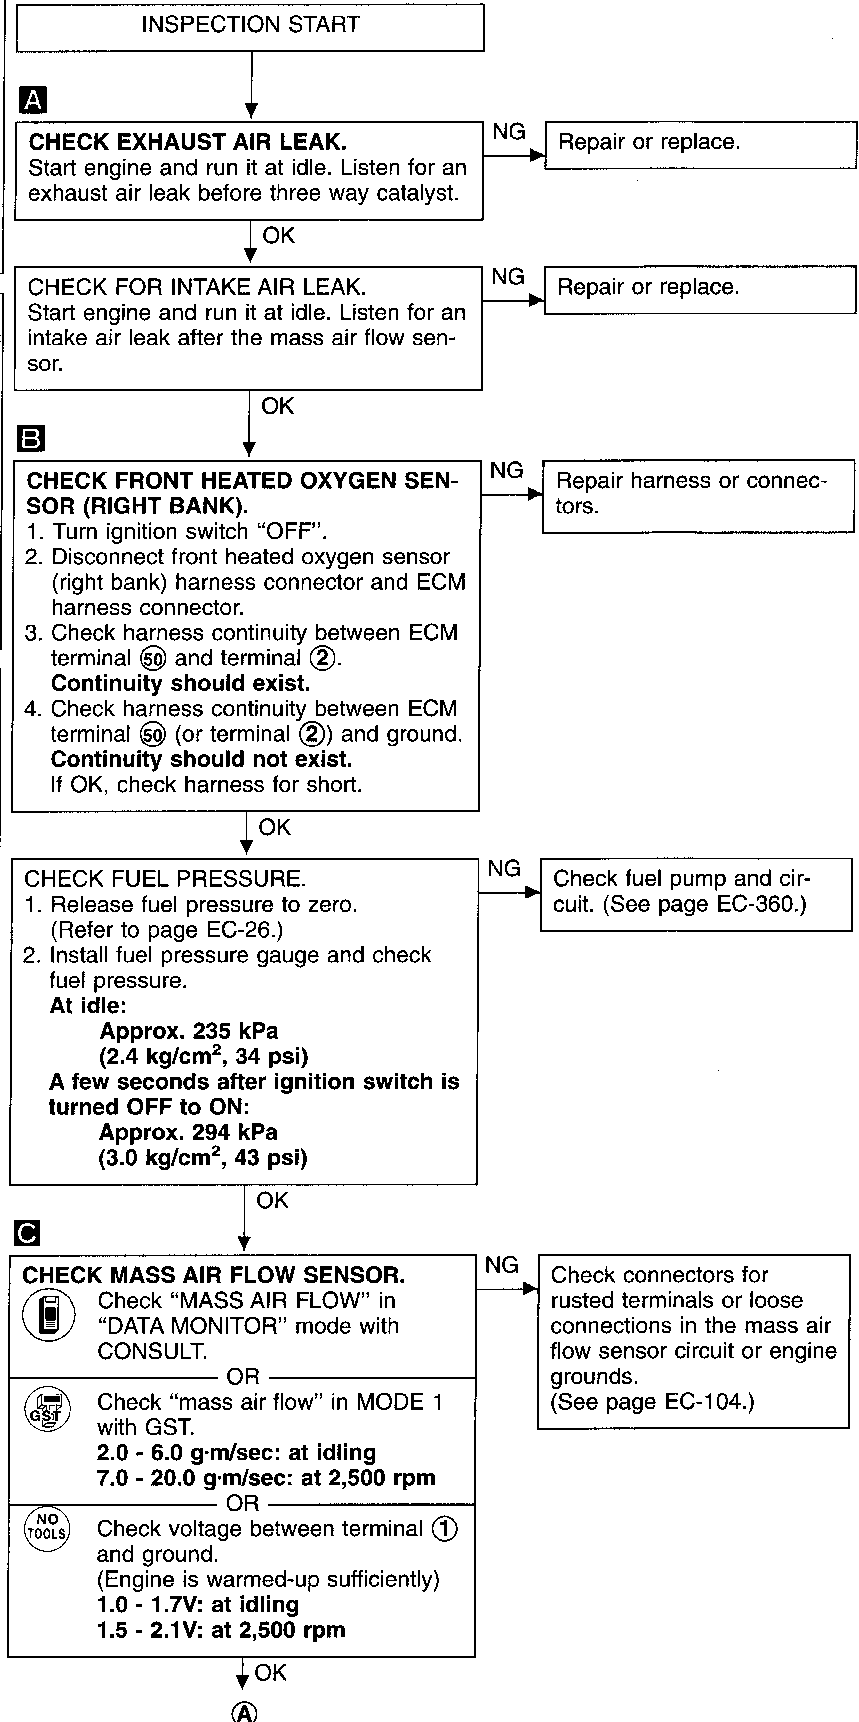 INSPECTION START
A
CHECK EXHAUST AIR LEAK.
Start engine and run it at idle. Listen for an
exhaust air leak before three way catalyst.
NG
Repair or replace.
OK
CHECK FOR INTAKE AIR LEAK.
Start engine and run it at idle. Listen for an
intake air leak after the mass air flow sen-
sor.
NG
Repair or replace.
OK
B
CHECK FRONT HEATED OXYGEN SEN-
SOR (RIGHT BANK).
1. Turn ignition switch “OFF”.
2. Disconnect front heated oxygen sensor
(right bank) harness connector and ECM
harness connector.
3. Check harness continuity between ECM
terminal 50 and terminal 2.
Continuity should exist.
4. Check harness continuity between ECM
terminal 50 (or terminal 2) and ground.
Continuity should not exist.
If OK, check harness for short.
NG
Repair harness or connec-
tors.
OK
CHECK FUEL PRESSURE.
1. Release fuel pressure to zero.
(Refer to page EC-26.)
2. Install fuel pressure gauge and check
fuel pressure.
At idle:
Approx. 235 kPa
(2.4 kg/cm², 34 psi)
A few seconds after ignition switch is
turned OFF to ON:
Approx. 294 kPa
(3.0 kg/cm², 43 psi)
NG
Check fuel pump and cir-
cuit. (See page EC-360.)
OK
C
CHECK MASS AIR FLOW SENSOR.
Check “MASS AIR FLOW” in
“DATA MONITOR” mode with
CONSULT.
OR
GST
Check “mass air flow” in MODE 1
with GST.
2.0 - 6.0 g·m/sec: at idling
7.0 - 20.0 g·m/sec: at 2,500 rpm
OR
NO
TOOLS
Check voltage between terminal 1
and ground.
(Engine is warmed-up sufficiently)
1.0 - 1.7V: at idling
1.5 - 2.1V: at 2,500 rpm
NG
Check connectors for
rusted terminals or loose
connections in the mass air
flow sensor circuit or engine
grounds.
(See page EC-104.)
OK
A